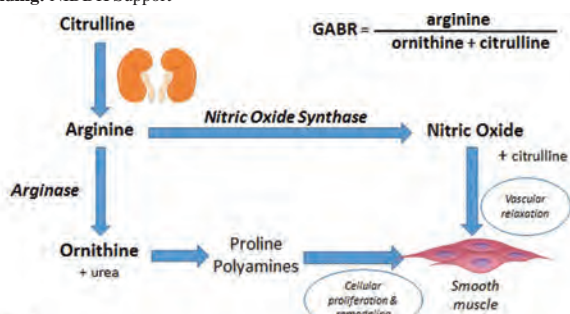 Citrulline
GABR = arginine
ornithine + citrulline
Arginine
Nitric Oxide Synthase
Nitric Oxide
+ citrulline
Arginase
Vascular
relaxation
Ornithine
+ urea
Proline
Polyamines
Cellular
proliferation &
remodeling
Smooth
muscle